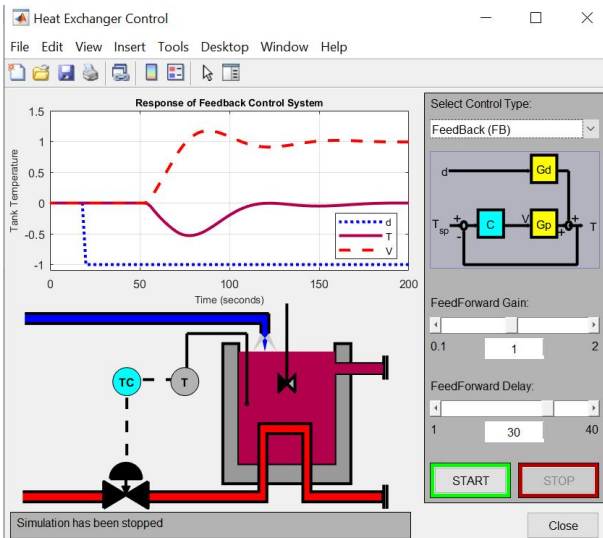 Heat Exchanger Control
File Edit View Insert Tools Desktop Window Help
Response of Feedback Control System
Tank Temperature
1.5
1
0.5
0
-0.5
-1
0 50 100 150 200
Time (seconds)
d
T
V
TC
T
Select Control Type:
FeedBack (FB)
d
Gd
Tsp
+
-
C
V
Gp
+
+
T
FeedForward Gain:
0.1 1 2
FeedForward Delay:
1 30 40
START STOP
Simulation has been stopped
Close